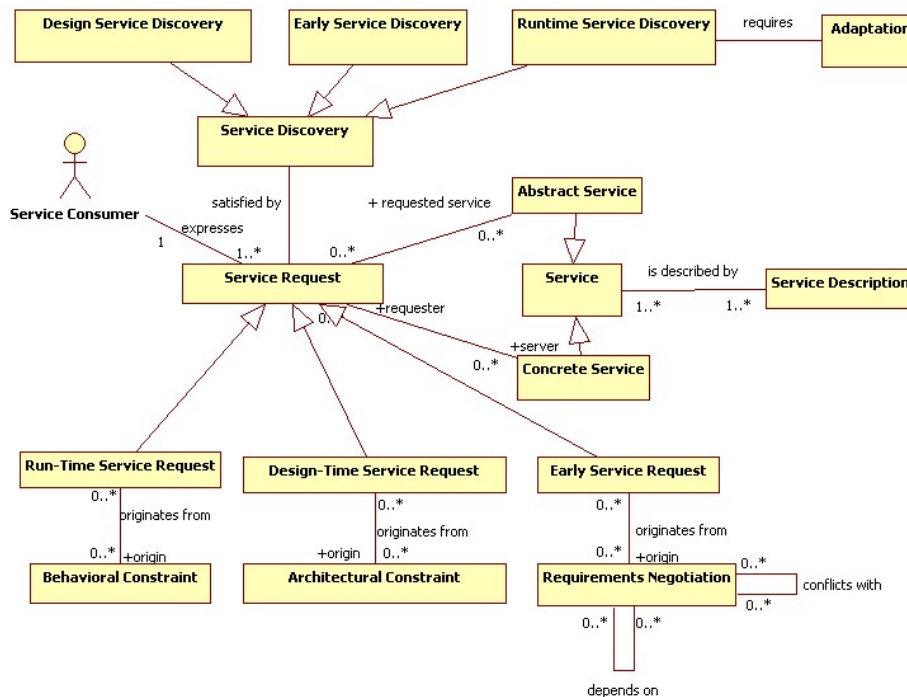 Design Service Discovery
Early Service Discovery
Runtime Service Discovery
requires
Adaptation
Service Discovery
Service Consumer
1
expresses
1..*
satisfied by
+ requested service
0..*
0..*
Abstract Service
Service Request
Service
is described by
1..*
1..*
Service Description
0..*
+requester
+server
0..*
Concrete Service
Run-Time Service Request
Design-Time Service Request
Early Service Request
0..*
originates from
0..*
+origin
0..*
originates from
+origin
0..*
0..*
originates from
0..*
+origin
Behavioral Constraint
Architectural Constraint
Requirements Negotiation
0..*
conflicts with
0..*
0..*
0..*
depends on